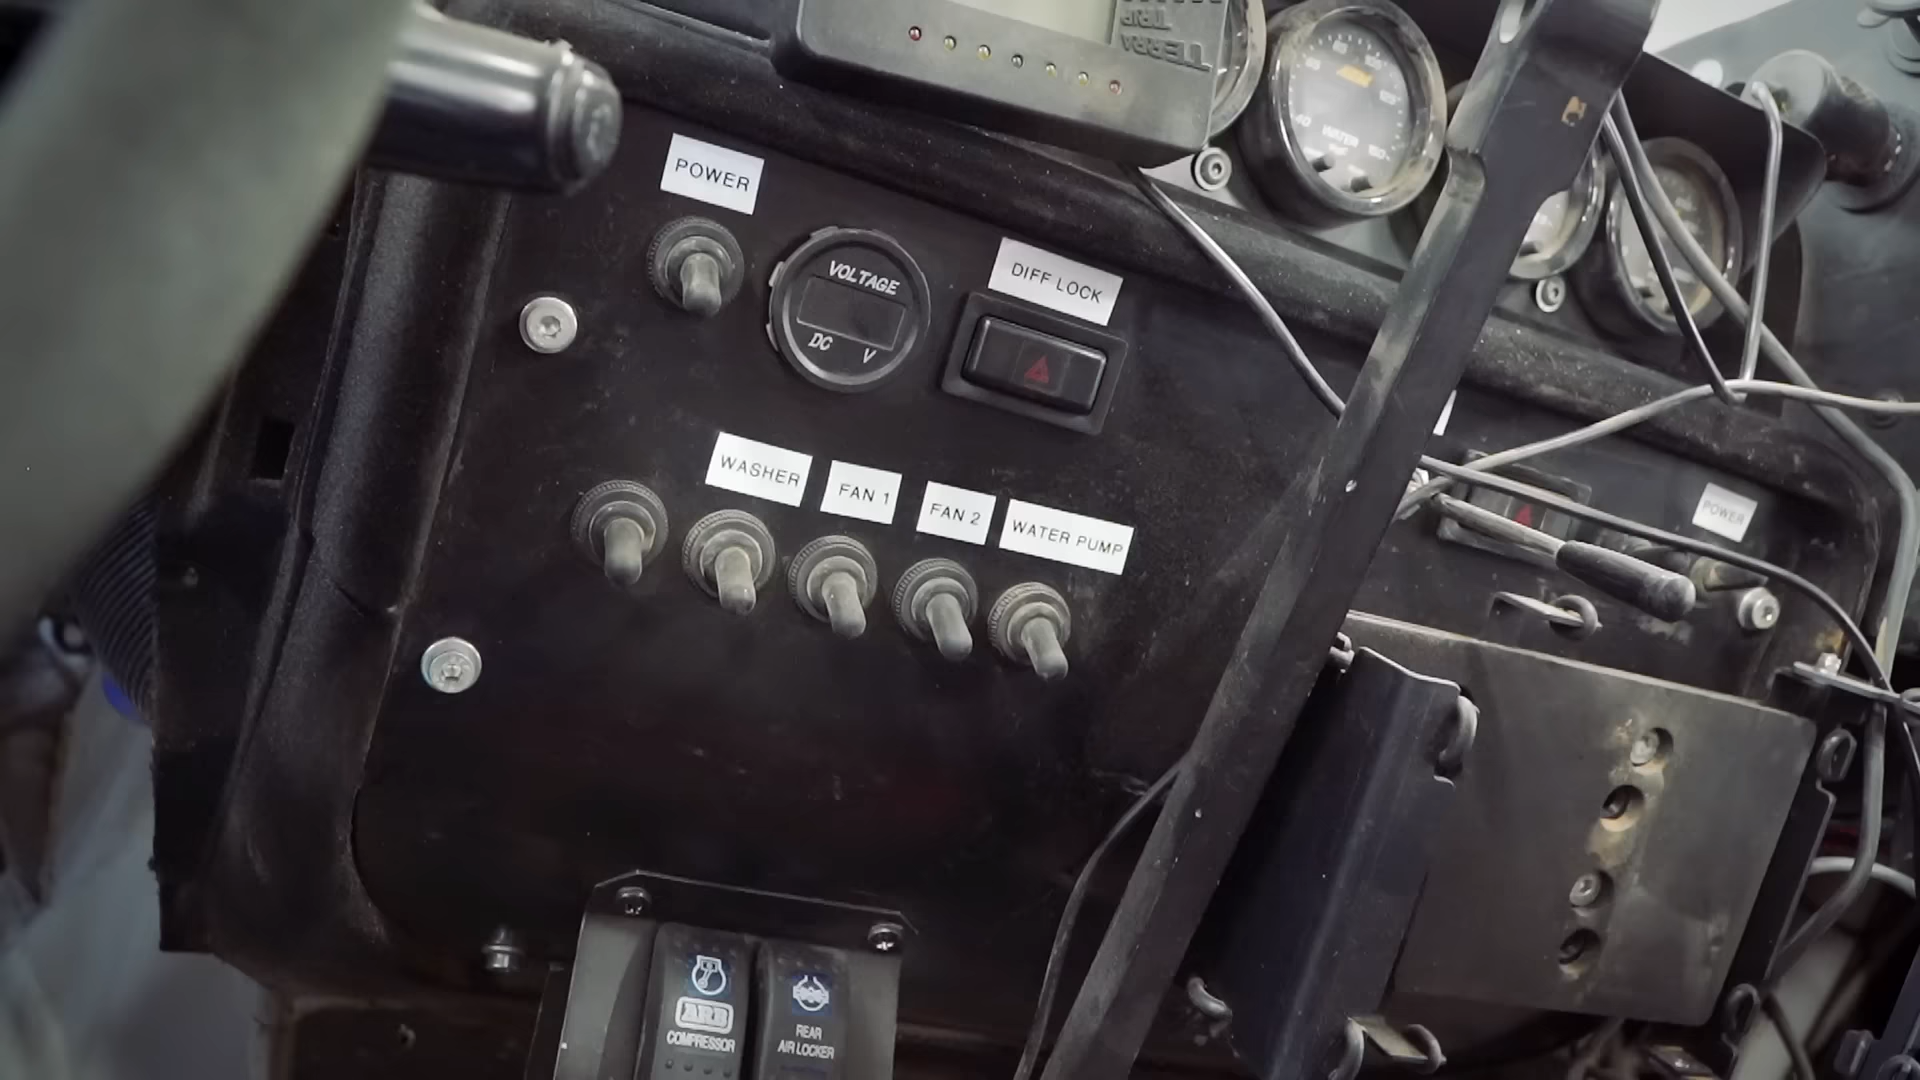 TERRA
TRIP
POWER
VOLTAGE
DC V
DIFF LOCK
WATER
WASHER
FAN 1
FAN 2
WATER PUMP
POWER
ARB
COMPRESSOR
REAR
AIR LOCKER